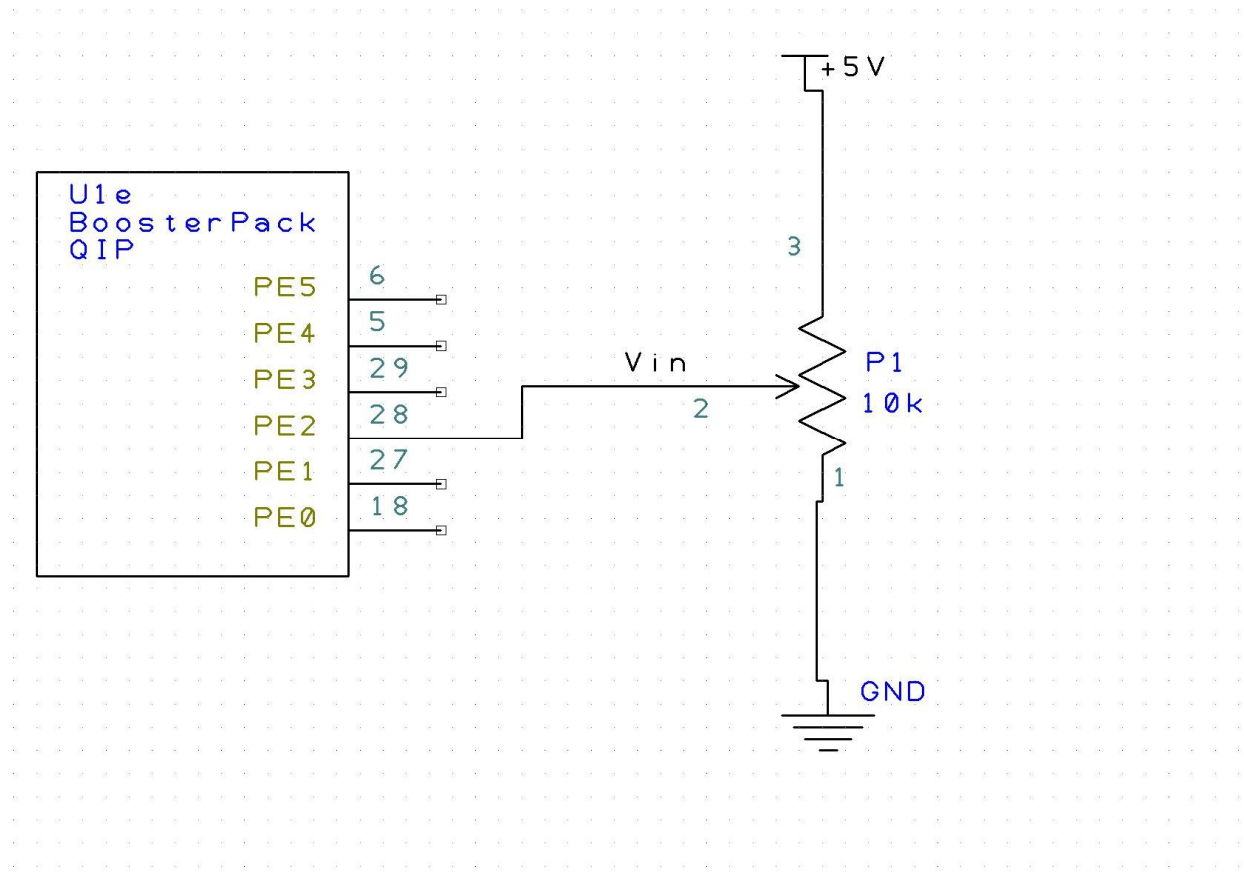 +5V
U1e
BoosterPack
QIP
3
6
PE5
5
PE4
29
PE3
Vin
P1
28
10k
2
PE2
27
PE1
1
18
PE0
GND